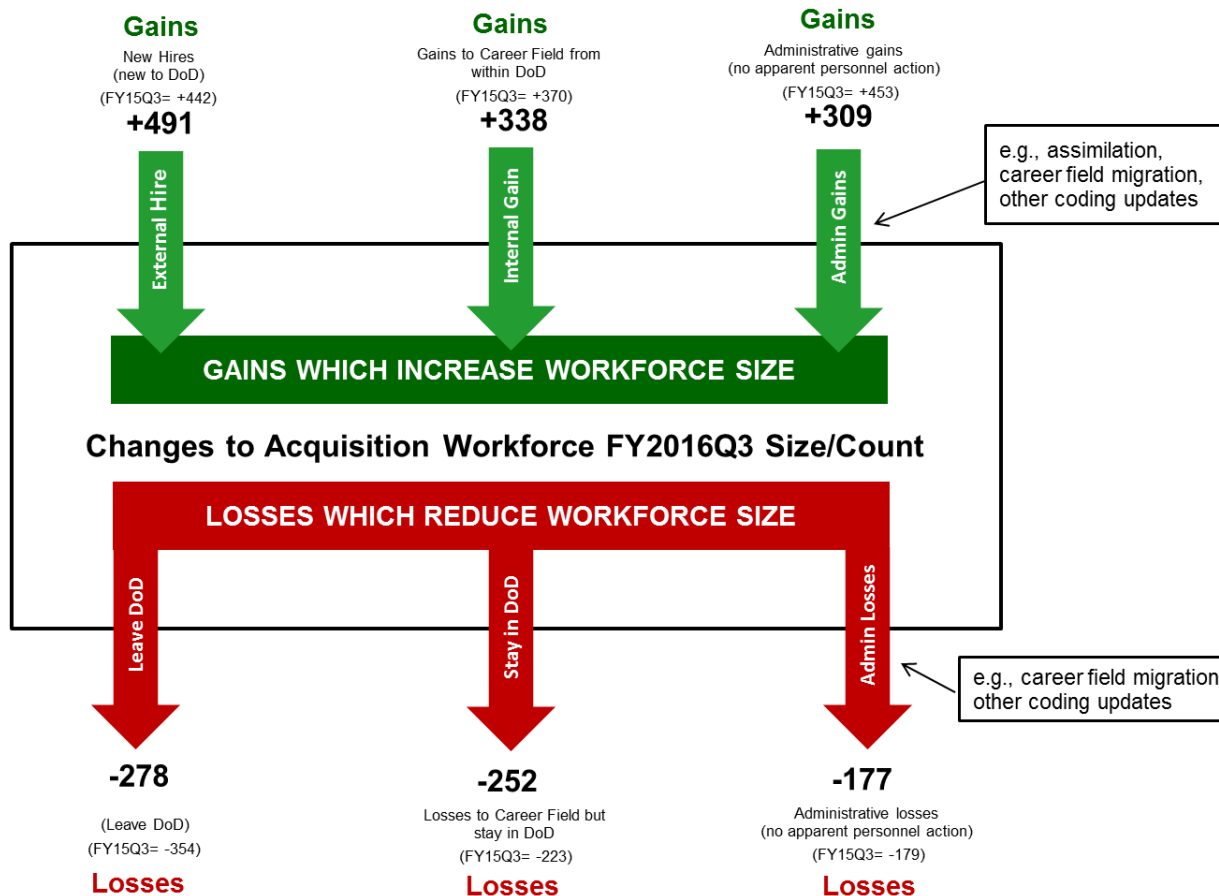 Gains
New Hires
(new to DoD)
(FY15Q3= +442)
+491
Gains
Gains to Career Field from
within DoD
(FY15Q3= +370)
+338
Gains
Administrative gains
(no apparent personnel action)
(FY15Q3= +453)
+309
e.g., assimilation,
career field migration,
other coding updates
External Hire
Internal Gain
Admin Gains
GAINS WHICH INCREASE WORKFORCE SIZE
Changes to Acquisition Workforce FY2016Q3 Size/Count
LOSSES WHICH REDUCE WORKFORCE SIZE
Leave DoD
Stay in DoD
Admin Losses
e.g., career field migration
other coding updates
-278
(Leave DoD)
(FY15Q3= -354)
Losses
-252
Losses to Career Field but
stay in DoD
(FY15Q3= -223)
Losses
-177
Administrative losses
(no apparent personnel action)
(FY15Q3= -179)
Losses